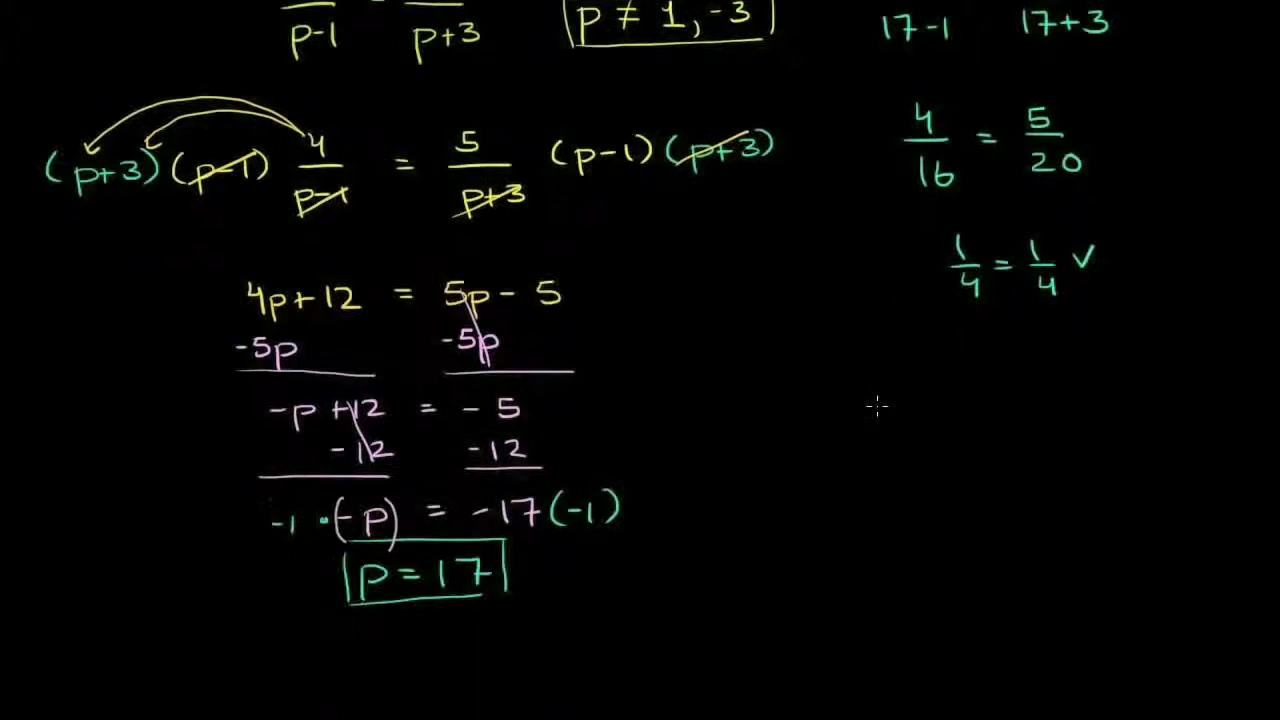 p-1   p+3   p ≠ 1, -3
(p+3)(p-1) 4/p-1 = 5/p+3 (p-1)(p+3)
4p+12 = 5p-5
-5p   -5p
-p+12 = -5
-12   -12
-1·(-p) = -17(-1)
p=17
17-1   17+3
4/16 = 5/20
1/4 = 1/4 ✓